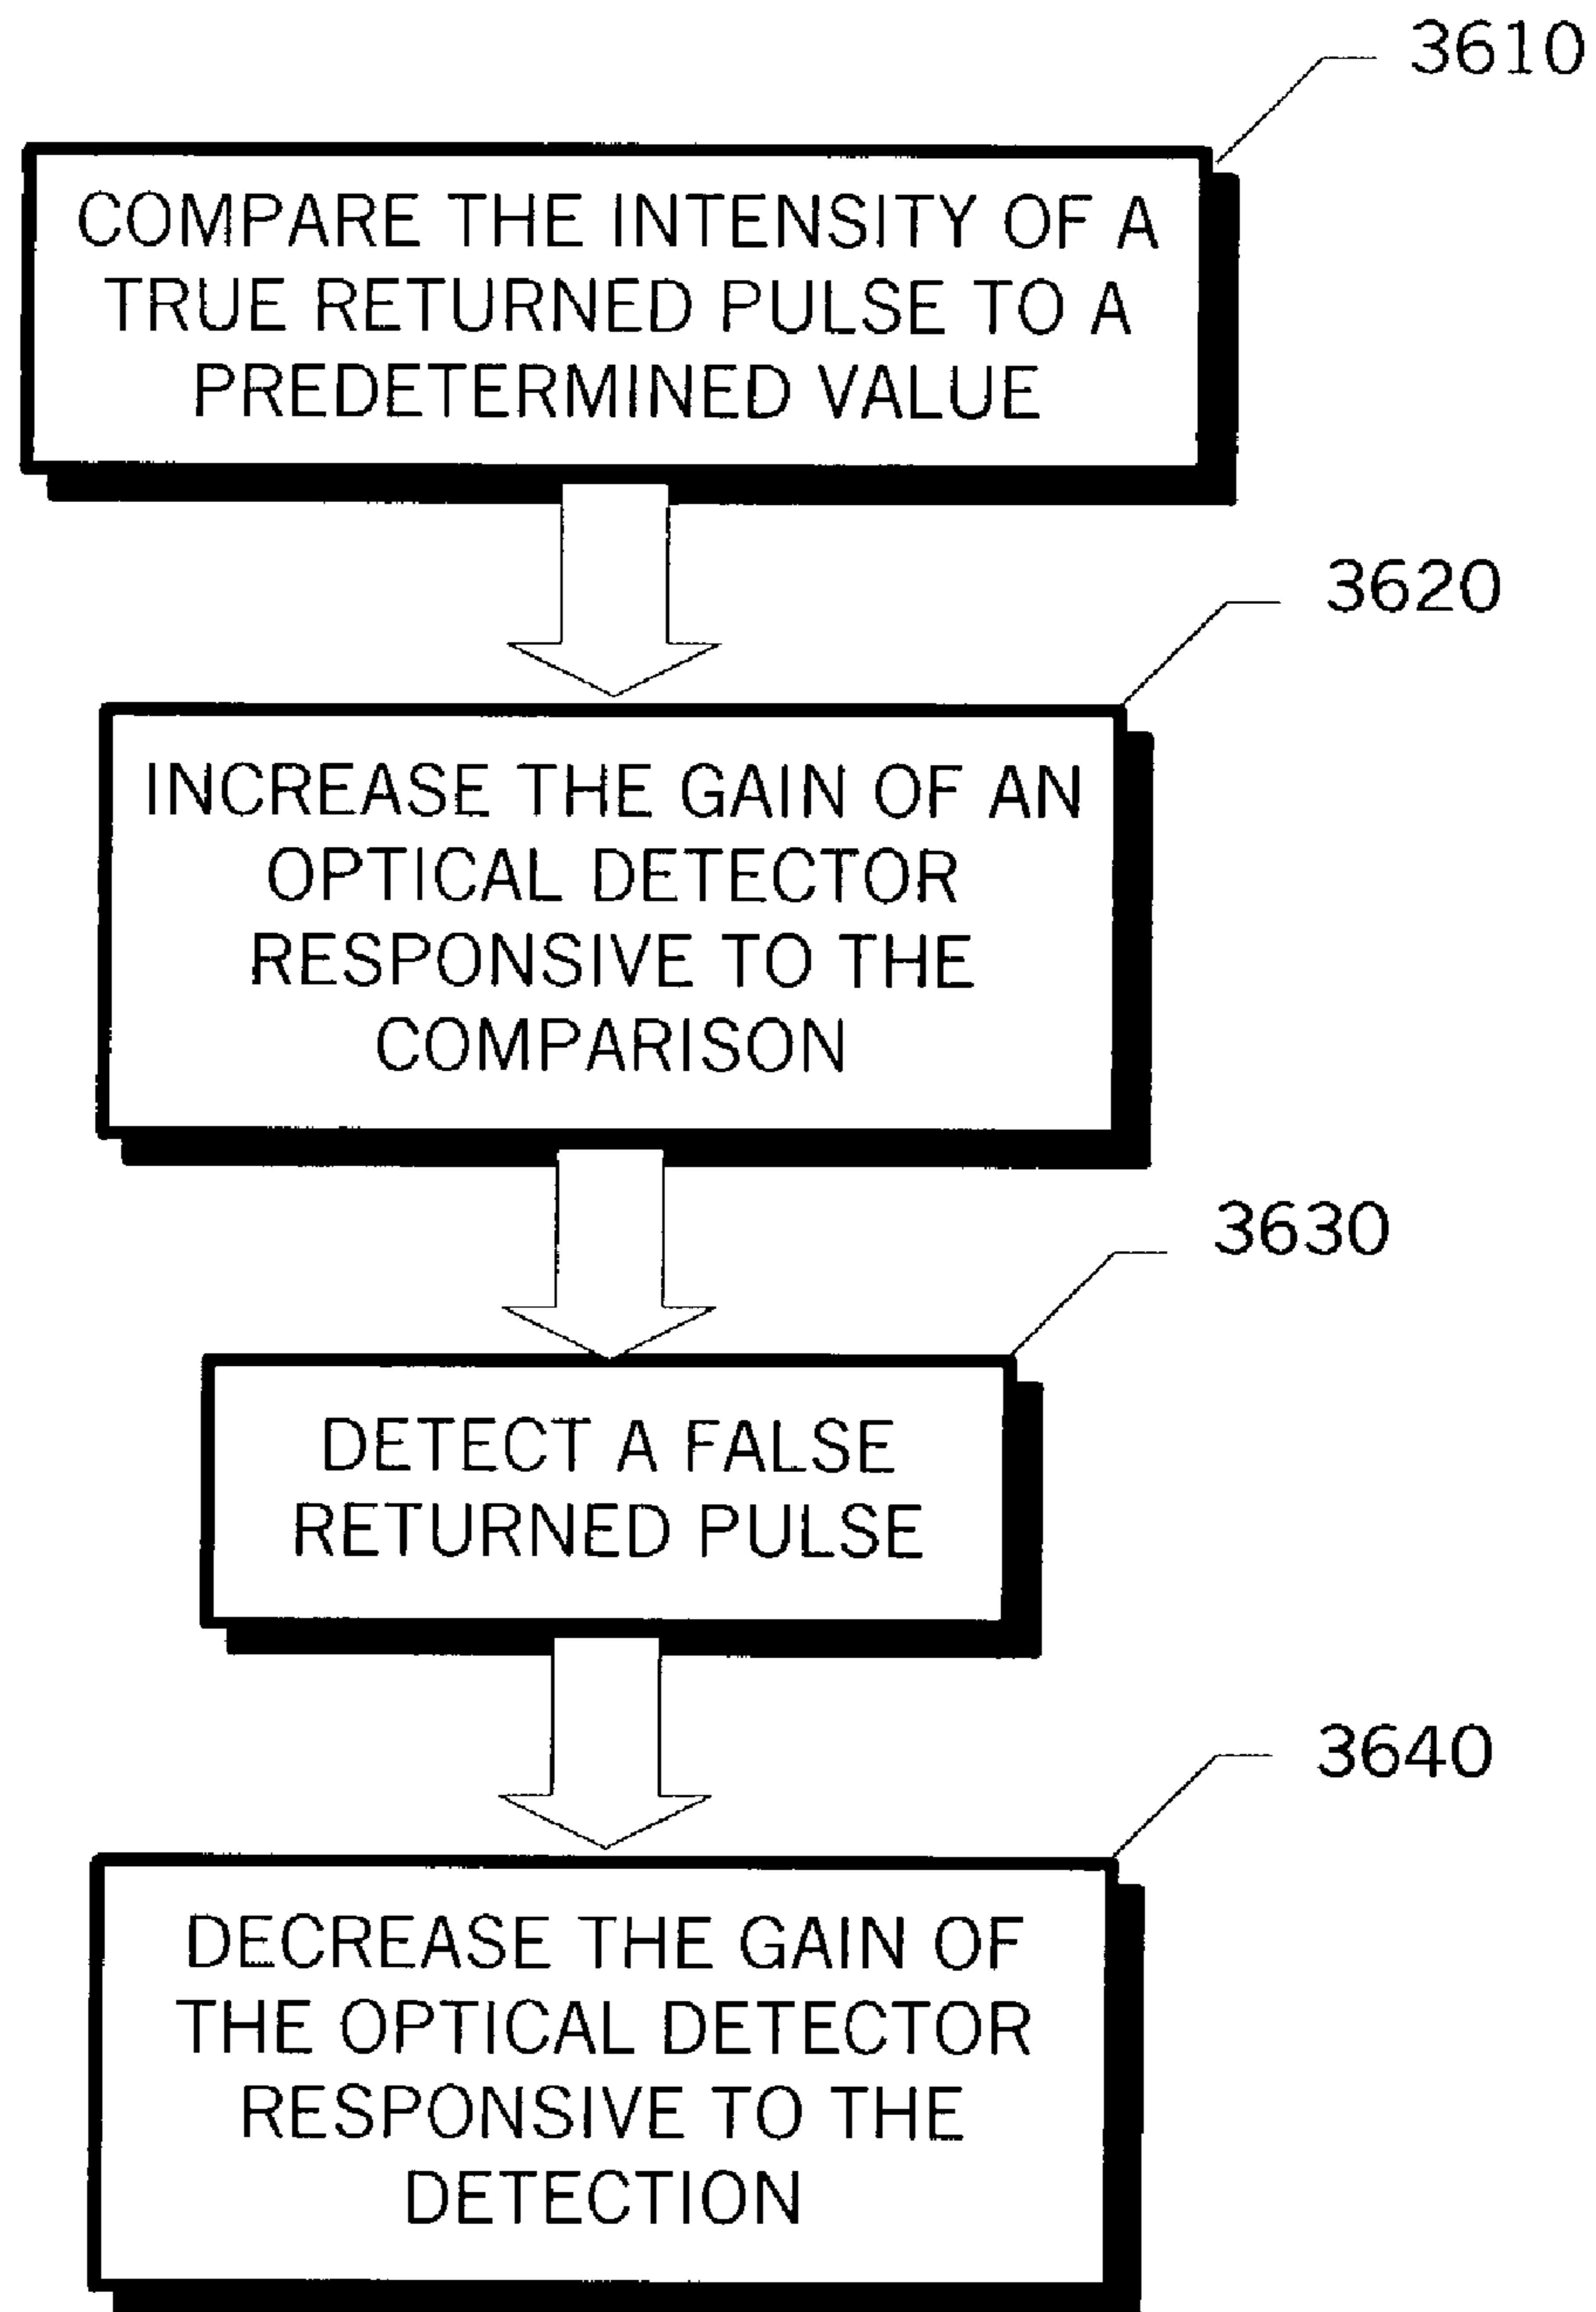 3610
COMPARE THE INTENSITY OF A
TRUE RETURNED PULSE TO A
PREDETERMINED VALUE
3620
INCREASE THE GAIN OF AN
OPTICAL DETECTOR
RESPONSIVE TO THE
COMPARISON
3630
DETECT A FALSE
RETURNED PULSE
3640
DECREASE THE GAIN OF
THE OPTICAL DETECTOR
RESPONSIVE TO THE
DETECTION